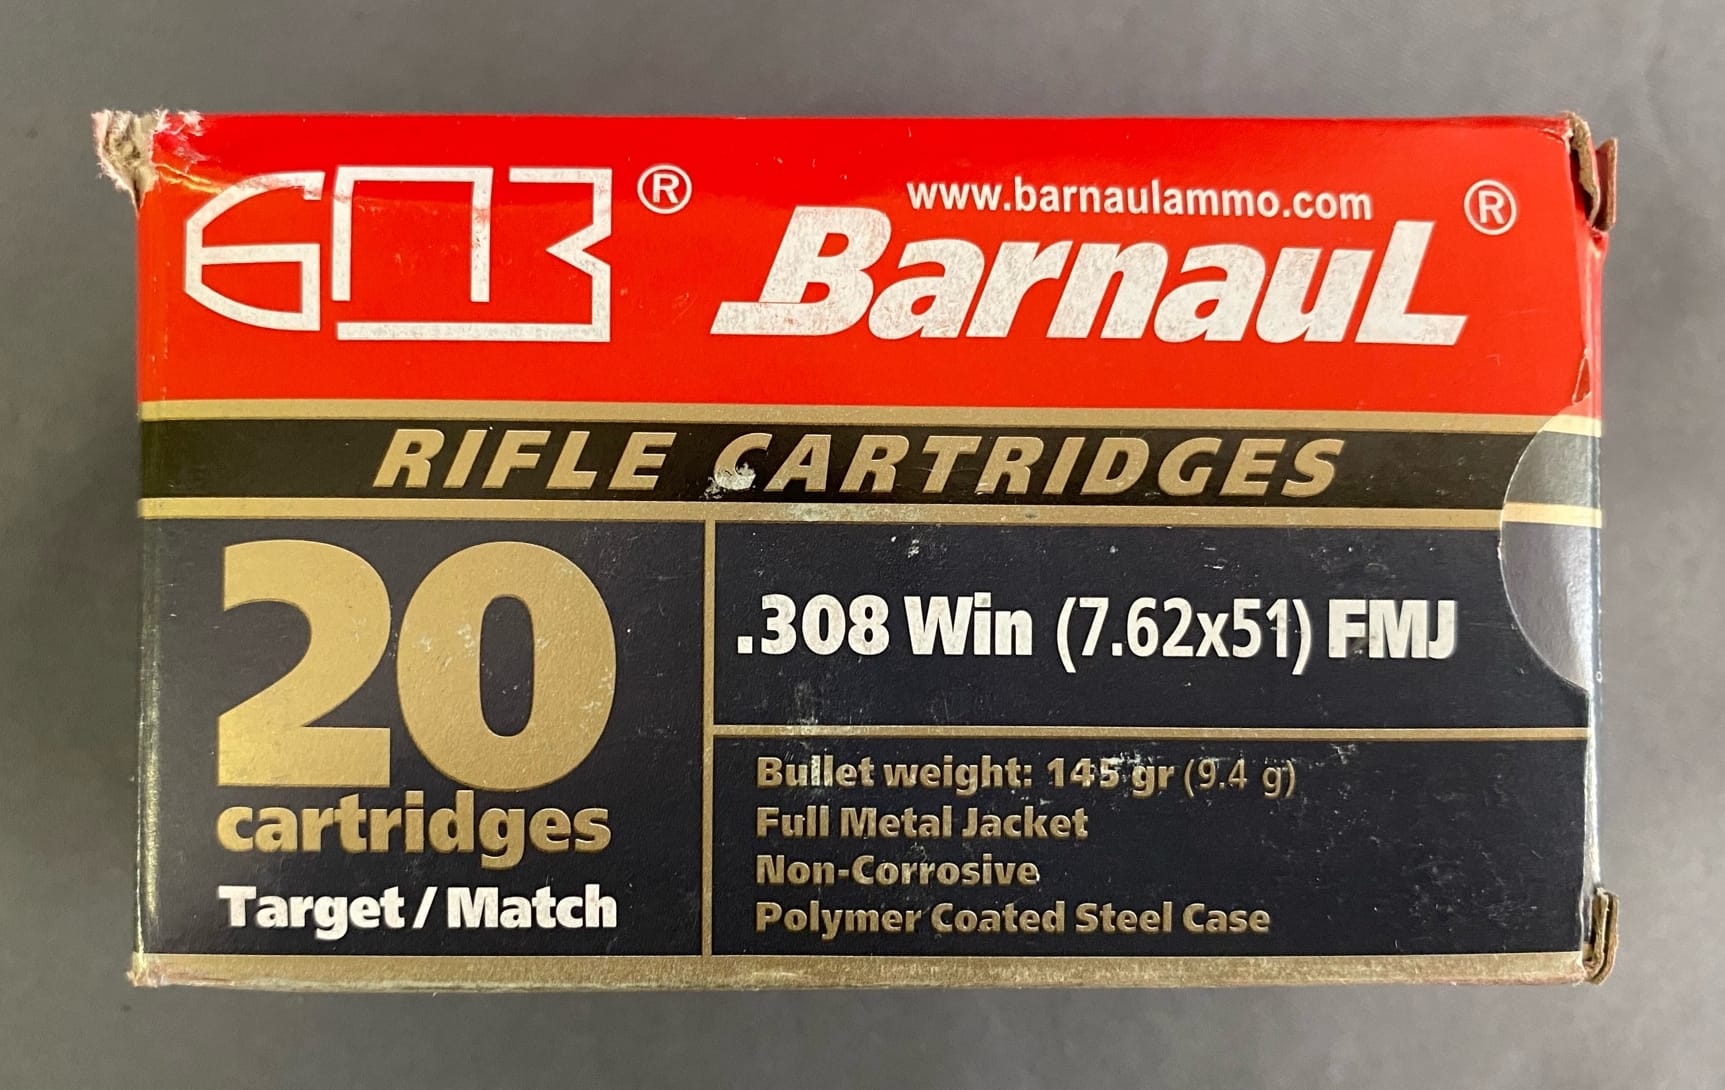 БПЗ ®
www.barnaulammo.com
BarnauL ®
RIFLE CARTRIDGES
20
cartridges
Target / Match
.308 Win (7.62x51) FMJ
Bullet weight: 145 gr (9.4 g)
Full Metal Jacket
Non-Corrosive
Polymer Coated Steel Case